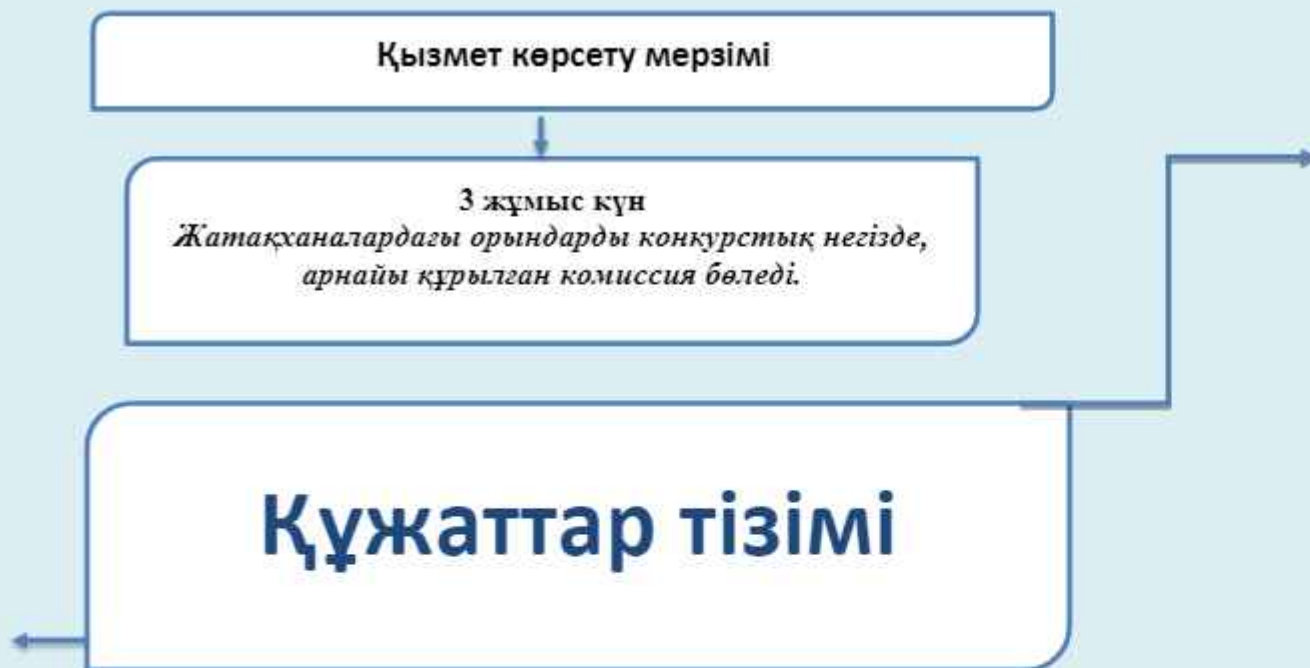 Қызмет көрсету мерзімі
3 жұмыс күн
Жатақханалардағы орындарды конкурстық негізде,
арнайы құрылған комиссия бөледі.
Құжаттар тізімі